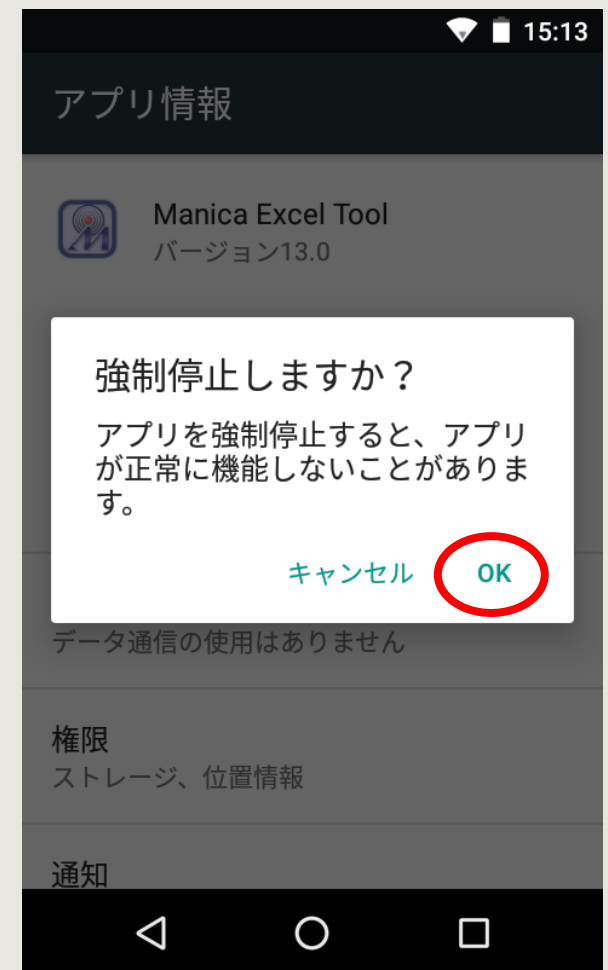 15:13
アプリ情報
Manica Excel Tool
バージョン13.0
強制停止しますか？
アプリを強制停止すると、アプリ
が正常に機能しないことがありま
す。
キャンセル OK
データ通信の使用はありません
権限
ストレージ、位置情報
通知